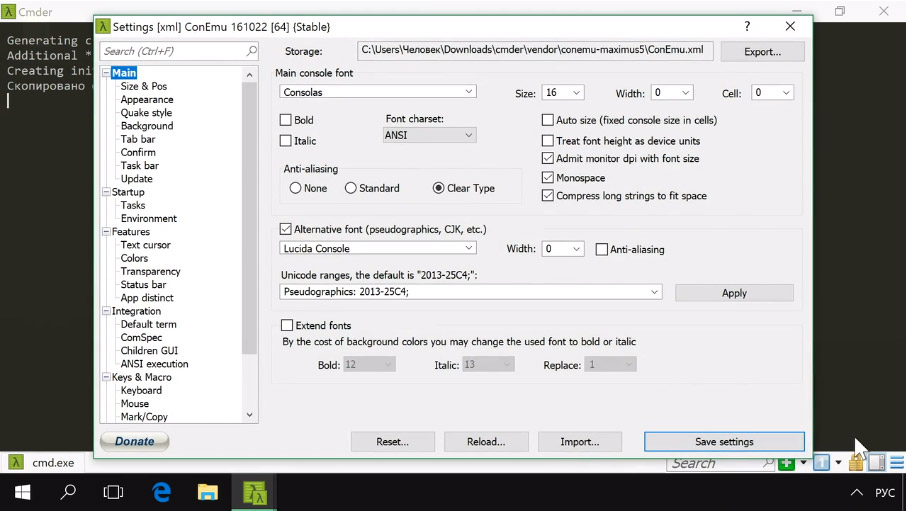 Cmder
Settings [xml] ConEmu 161022 [64] {Stable}
?
Generating c
Additional *
Creating ini
Скопировано
Search (Ctrl+F)
Storage:
C:\Users\Человек\Downloads\cmder\vendor\conemu-maximus5\ConEmu.xml
Export...
Main
Size & Pos
Appearance
Quake style
Background
Tab bar
Confirm
Task bar
Update
Startup
Tasks
Environment
Features
Text cursor
Colors
Transparency
Status bar
App distinct
Integration
Default term
ComSpec
Children GUI
ANSI execution
Keys & Macro
Keyboard
Mouse
Mark/Copy
Main console font
Consolas
Size: 16
Width: 0
Cell: 0
Bold
Italic
Font charset:
ANSI
Auto size (fixed console size in cells)
Treat font height as device units
Admit monitor dpi with font size
Monospace
Compress long strings to fit space
Anti-aliasing
None
Standard
Clear Type
Alternative font (pseudographics, CJK, etc.)
Lucida Console
Width: 0
Anti-aliasing
Unicode ranges, the default is "2013-25C4;":
Pseudographics: 2013-25C4;
Apply
Extend fonts
By the cost of background colors you may change the used font to bold or italic
Bold: 12
Italic: 13
Replace: 1
Donate
Reset...
Reload...
Import...
Save settings
λ cmd.exe
Search
1
РУС